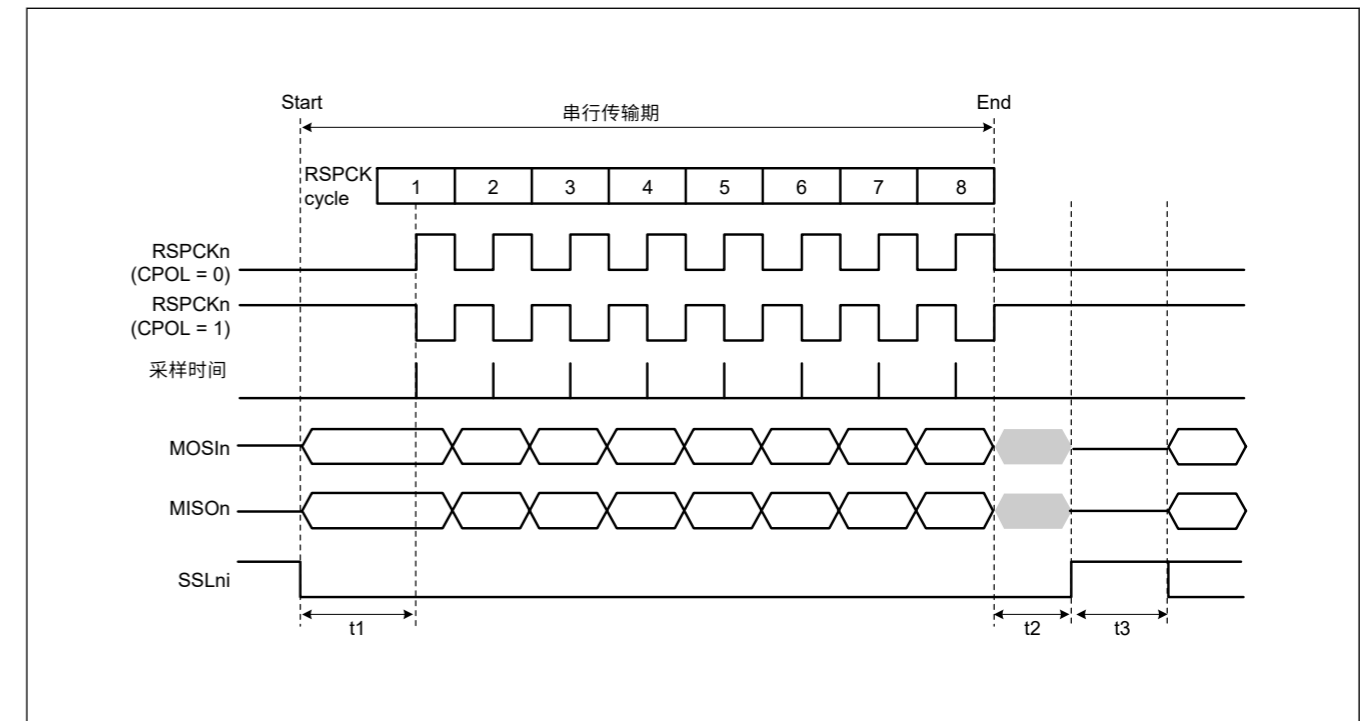 Start
串行传输期
End
RSPCK
cycle
1 2 3 4 5 6 7 8
RSPCKn
(CPOL = 0)
RSPCKn
(CPOL = 1)
采样时间
MOSIn
MISOn
SSLni
t1
t2
t3